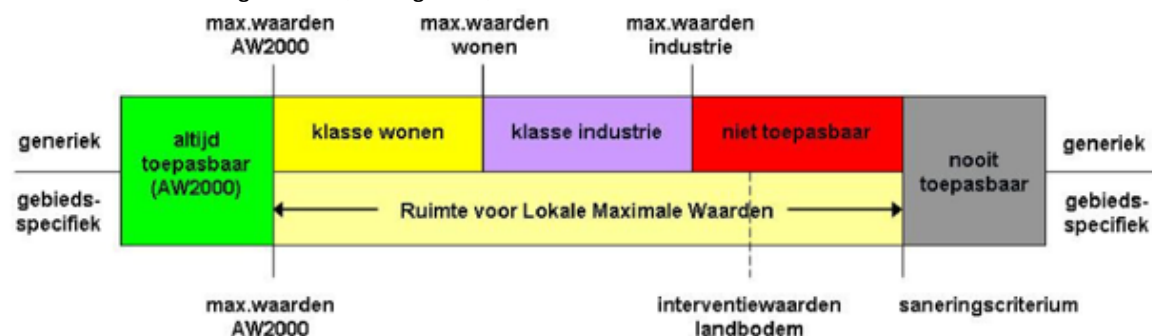 max.waarden
AW2000
max.waarden
wonen
max.waarden
industrie
generiek
altijd
toepasbaar
(AW2000)
klasse wonen
klasse industrie
niet toepasbaar
nooit
toepasbaar
generiek
gebieds-
specifiek
Ruimte voor Lokale Maximale Waarden
gebieds-
specifiek
max.waarden
AW2000
interventiewaarden
landbodem
saneringscriterium